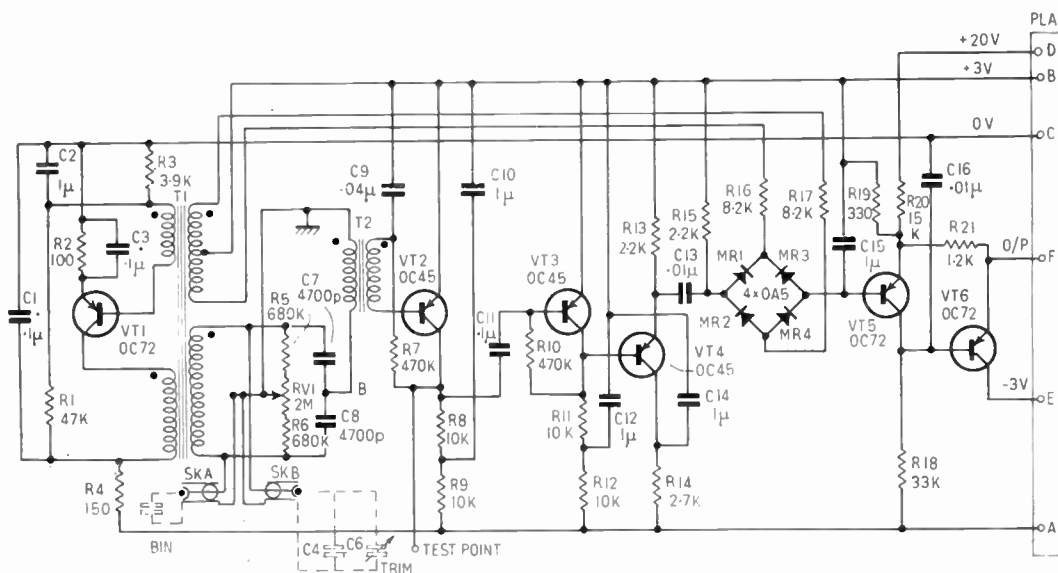 PLA
+20V
D
+3V
B
0V
C
C2
1μ
R3
3·9K
T1
C9
·04μ
C10
1μ
R16
8·2K
R17
8·2K
R19
330
R20
15
K
C16
·01μ
R2
100
C3
1μ
T2
R13
2·2K
R15
2·2K
C13
·01μ
R21
1·2K
O/P
F
C1
·1μ
VT1
OC72
R5
680K
C7
4700p
VT2
OC45
VT3
OC45
MR1
MR3
4×OA5
MR2
MR4
C15
1μ
VT5
OC72
VT6
OC72
C11
·1μ
VT4
OC45
R1
47K
RV1
2M
B
R7
470K
R10
470K
-3V
E
R6
680K
C8
4700p
R8
10K
R11
10K
C12
1μ
C14
1μ
R4
150
SKA
SKB
R9
10K
R12
10K
R14
2·7K
R18
33K
BIN
C4
C6
TRIM
TEST POINT
A